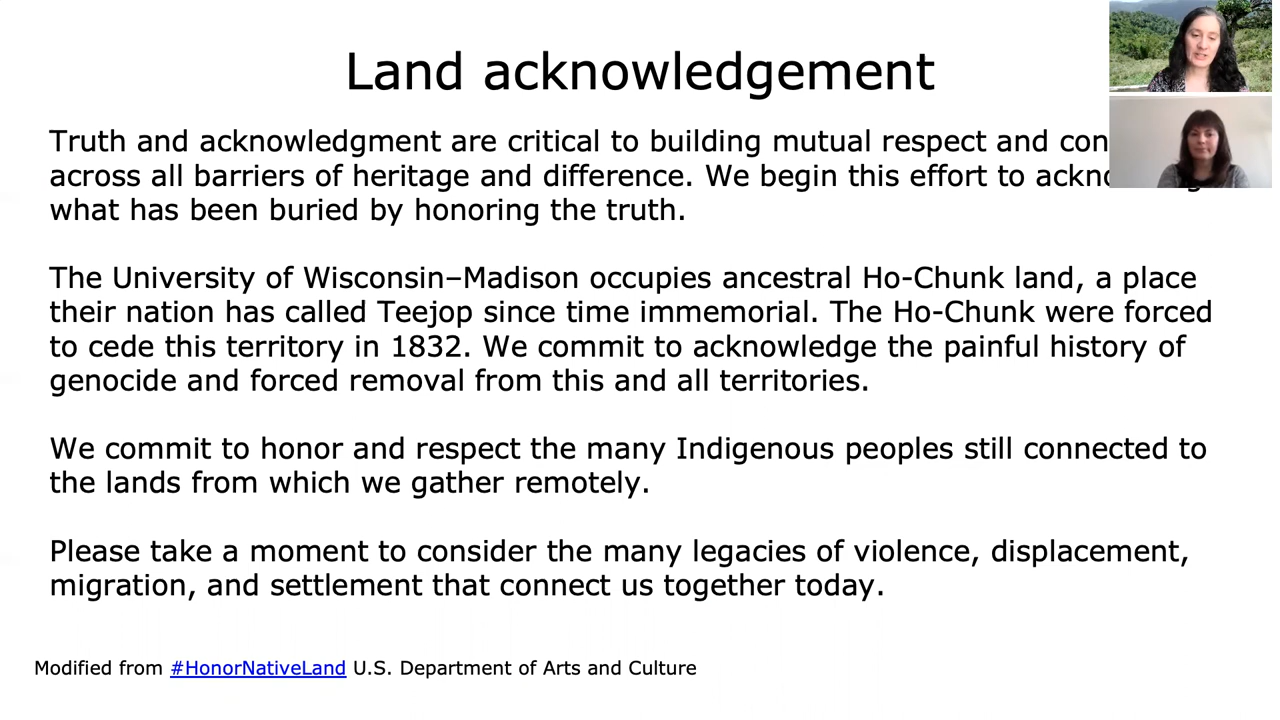 Land acknowledgement
Truth and acknowledgment are critical to building mutual respect and
across all barriers of heritage and difference. We begin this effort to
what has been buried by honoring the truth.
The University of Wisconsin–Madison occupies ancestral Ho-Chunk land, a place
their nation has called Teejop since time immemorial. The Ho-Chunk were forced
to cede this territory in 1832. We commit to acknowledge the painful history of
genocide and forced removal from this and all territories.
We commit to honor and respect the many Indigenous peoples still connected to
the lands from which we gather remotely.
Please take a moment to consider the many legacies of violence, displacement,
migration, and settlement that connect us together today.
Modified from #HonorNativeLand U.S. Department of Arts and Culture